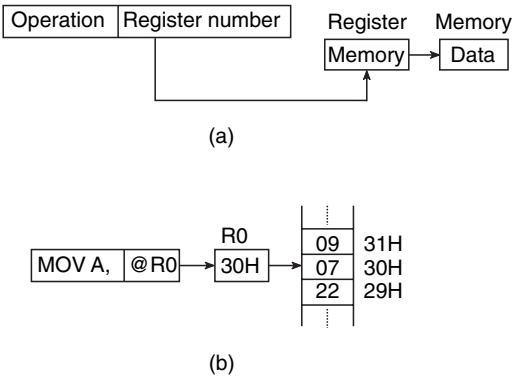 Operation Register number
Register Memory
Memory Data
(a)
R0
MOV A, @R0 30H
09 31H
07 30H
22 29H
(b)